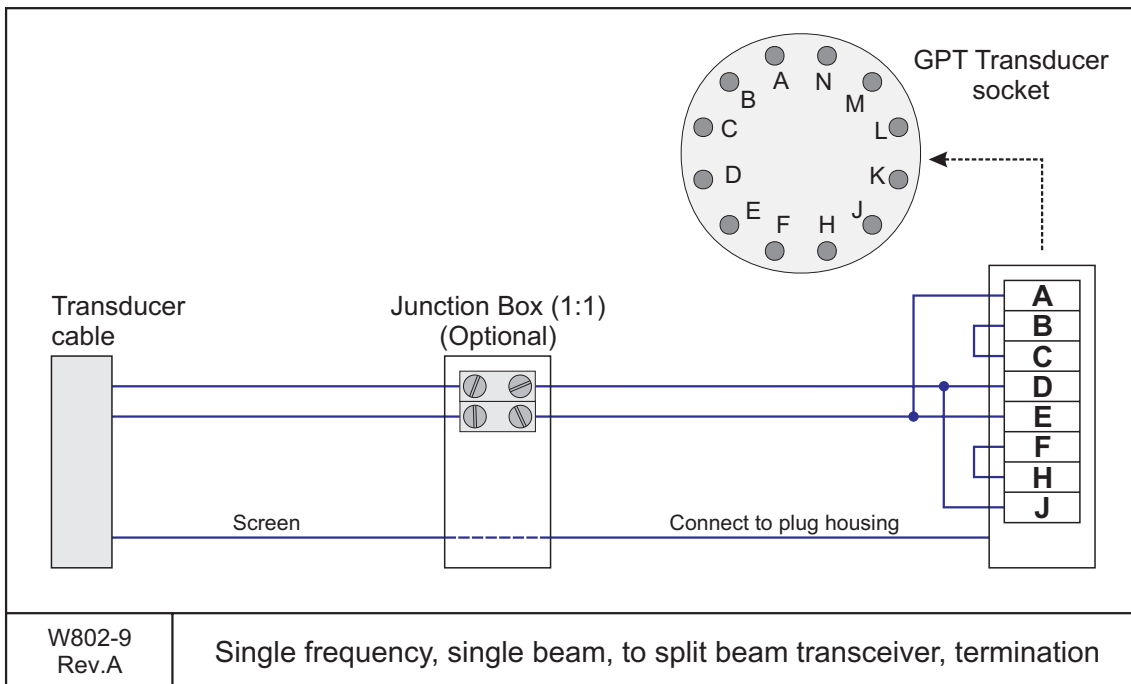 GPT Transducer
socket
A
N
B
M
C
L
D
K
E
J
F
H
Transducer
cable
Junction Box (1:1)
(Optional)
A
B
C
D
E
F
H
J
Screen
Connect to plug housing
W802-9
Rev.A
Single frequency, single beam, to split beam transceiver, termination